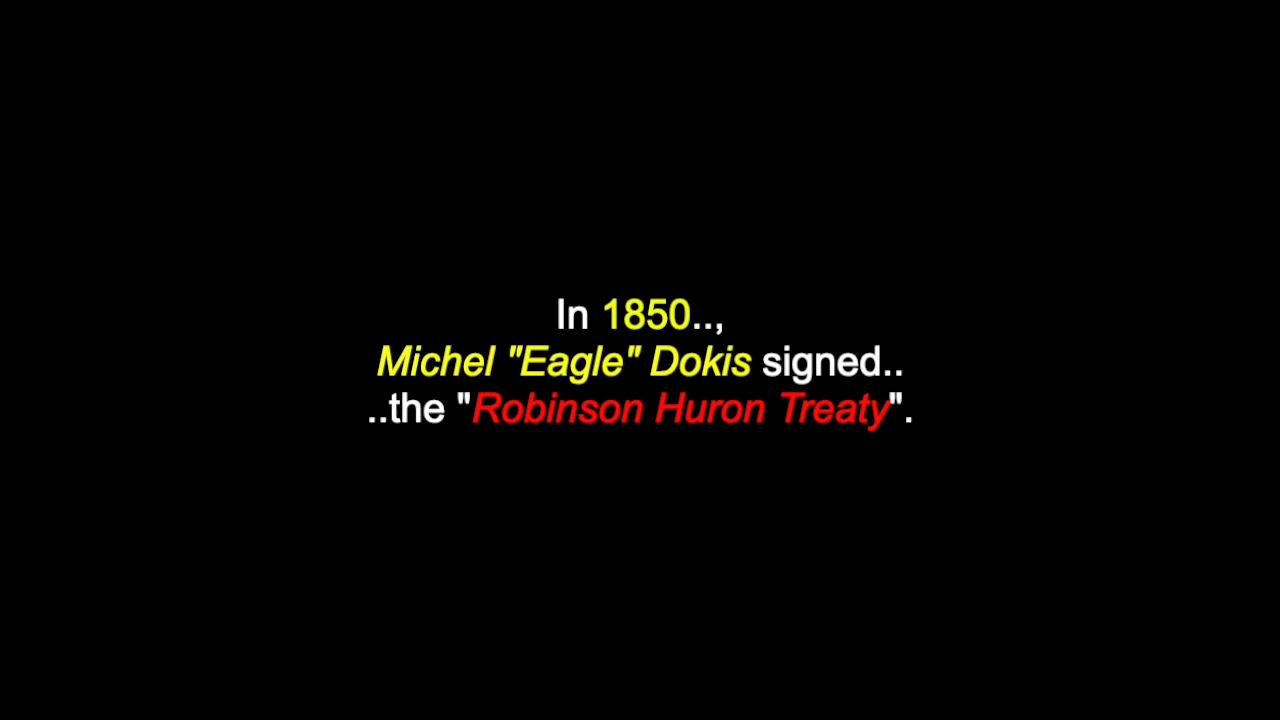 In 1850..,
Michel "Eagle" Dokis signed..
..the "Robinson Huron Treaty".